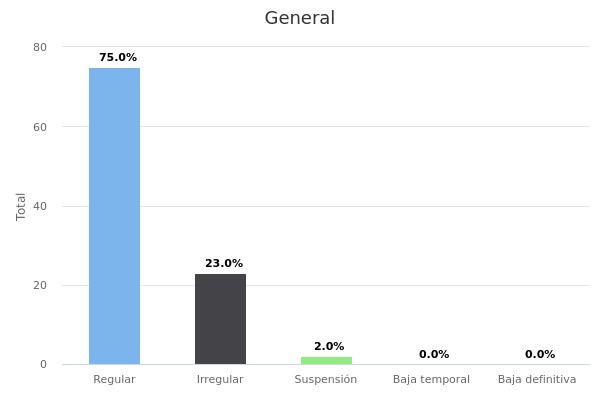 General
80
60
40
20
0
Total
75.0%
23.0%
2.0%
0.0%
0.0%
Regular
Irregular
Suspensión
Baja temporal
Baja definitiva